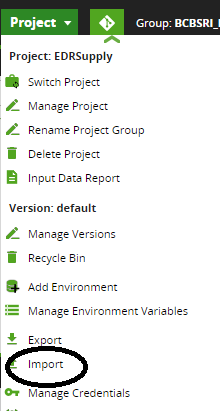 Project
Group: BCBSRI_
Project: EDRSupply
Switch Project
Manage Project
Rename Project Group
Delete Project
Input Data Report
Version: default
Manage Versions
Recycle Bin
Add Environment
Manage Environment Variables
Export
Import
Manage Credentials